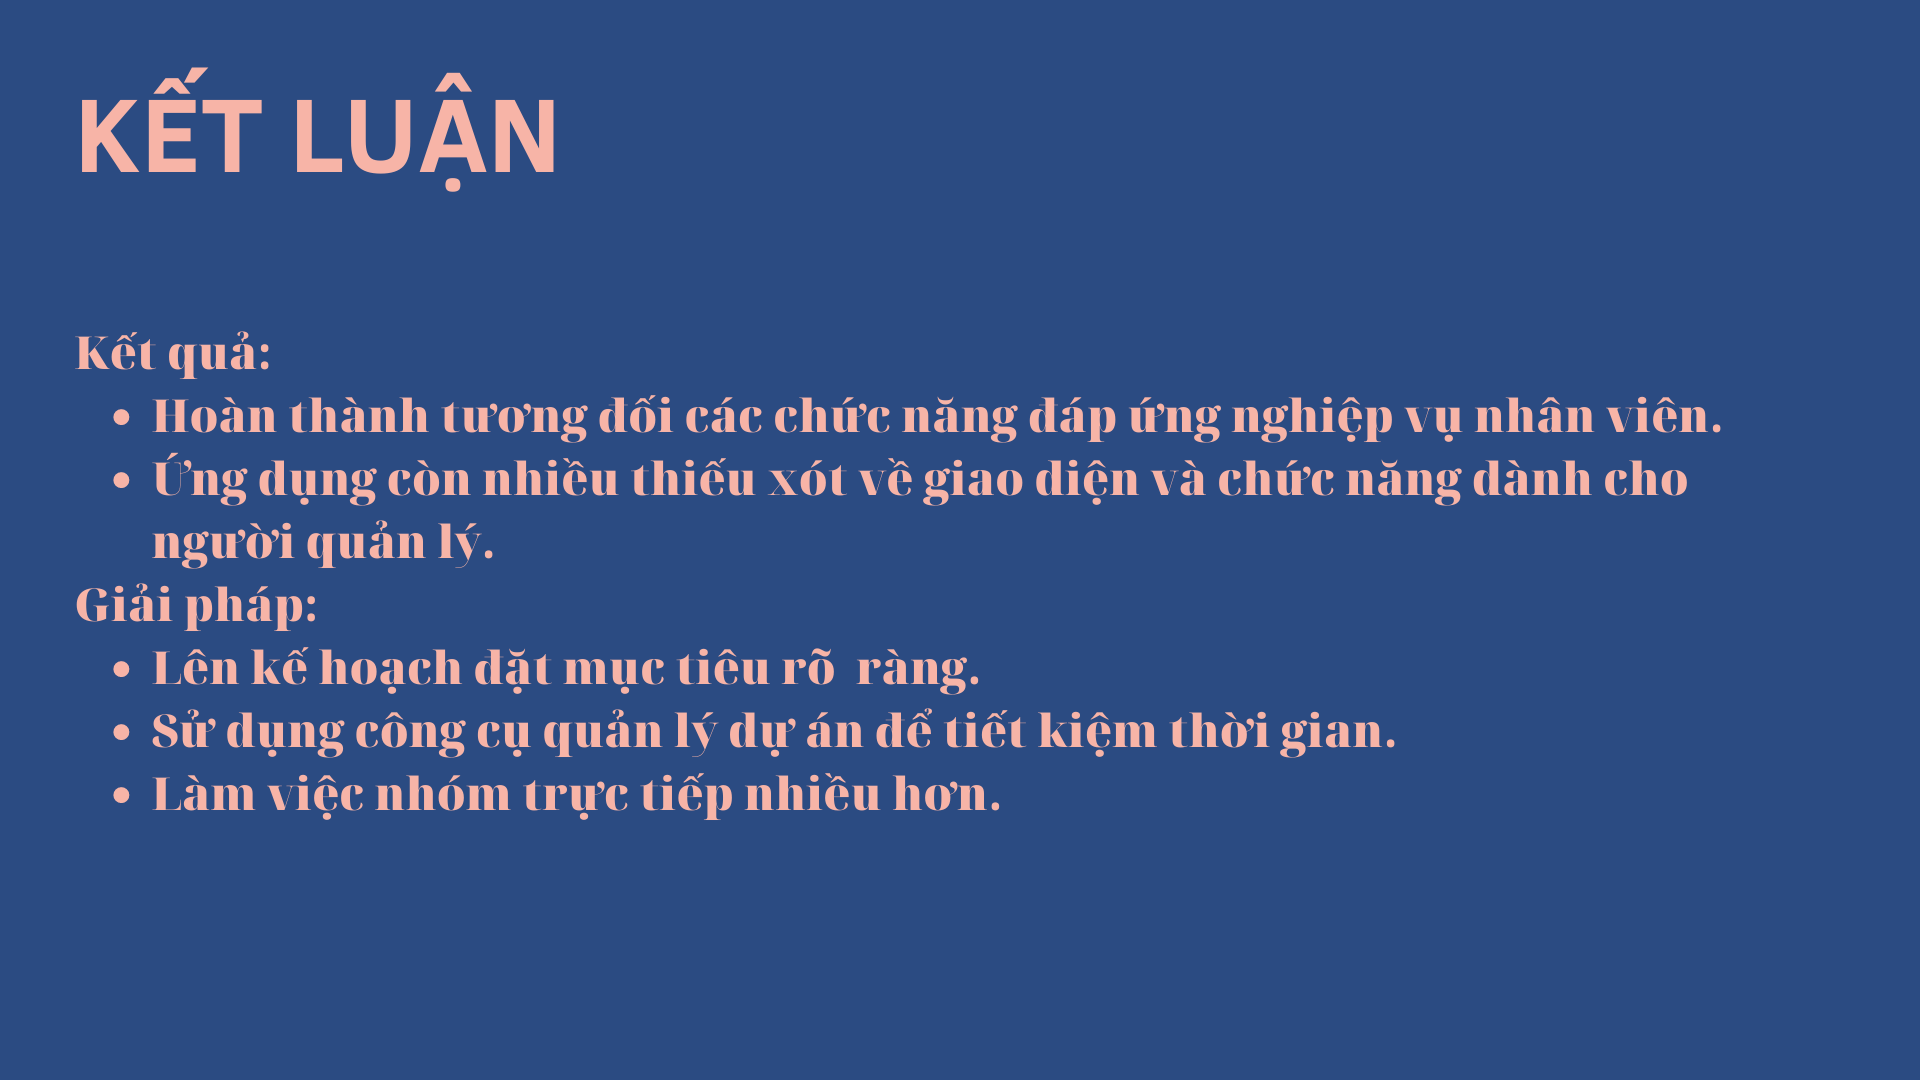 KẾT LUẬN
Kết quả:
• Hoàn thành tương đối các chức năng đáp ứng nghiệp vụ nhân viên.
• Ứng dụng còn nhiều thiếu xót về giao diện và chức năng dành cho
người quản lý.
Giải pháp:
• Lên kế hoạch đặt mục tiêu rõ  ràng.
• Sử dụng công cụ quản lý dự án để tiết kiệm thời gian.
• Làm việc nhóm trực tiếp nhiều hơn.